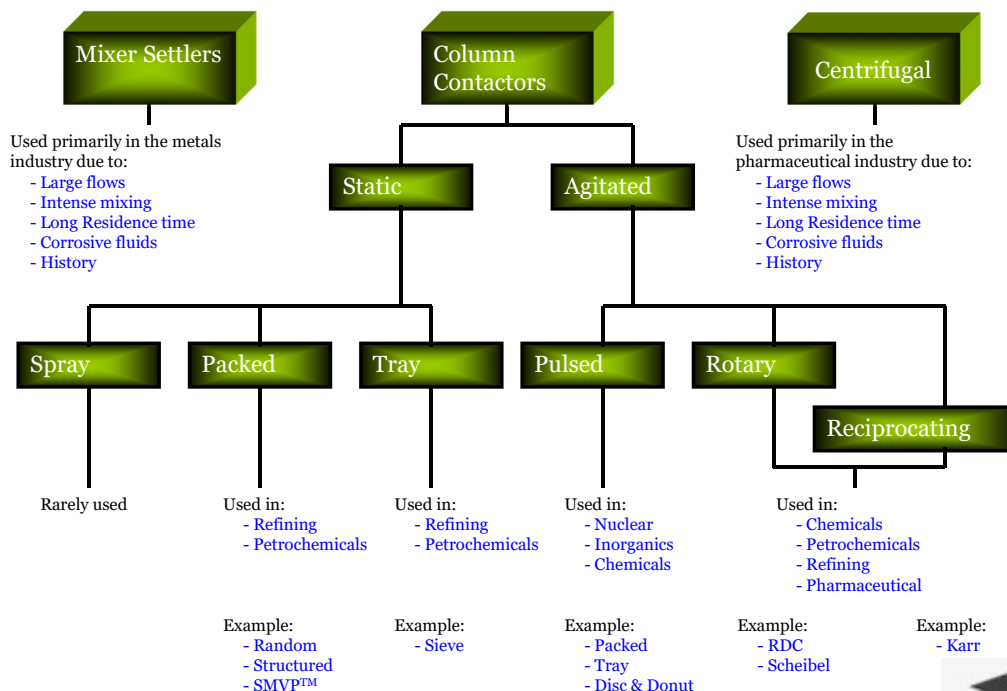 Mixer Settlers
Column
Contactors
Centrifugal
Used primarily in the metals
industry due to:
- Large flows
- Intense mixing
- Long Residence time
- Corrosive fluids
- History
Used primarily in the
pharmaceutical industry due to:
- Large flows
- Intense mixing
- Long Residence time
- Corrosive fluids
- History
Static
Agitated
Spray
Packed
Tray
Pulsed
Rotary
Reciprocating
Rarely used
Used in:
- Refining
- Petrochemicals
Used in:
- Refining
- Petrochemicals
Used in:
- Nuclear
- Inorganics
- Chemicals
Used in:
- Chemicals
- Petrochemicals
- Refining
- Pharmaceutical
Example:
- Random
- Structured
- SMVP™
Example:
- Sieve
Example:
- Packed
- Tray
- Disc & Donut
Example:
- RDC
- Scheibel
Example:
- Karr